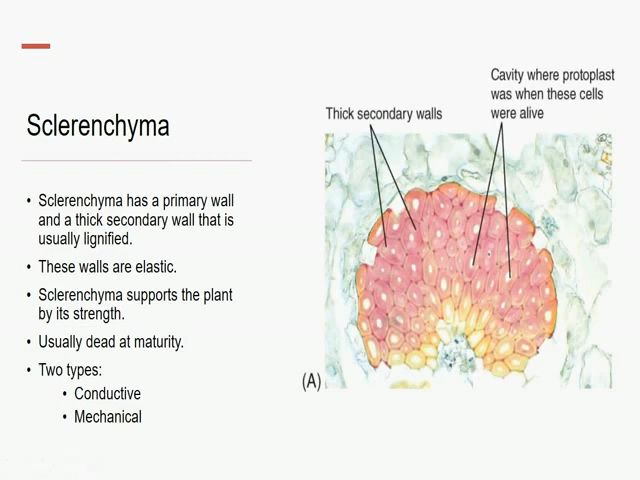 Sclerenchyma
• Sclerenchyma has a primary wall
and a thick secondary wall that is
usually lignified.
• These walls are elastic.
• Sclerenchyma supports the plant
by its strength.
• Usually dead at maturity.
• Two types:
• Conductive
• Mechanical
Thick secondary walls
Cavity where protoplast
was when these cells
were alive
(A)